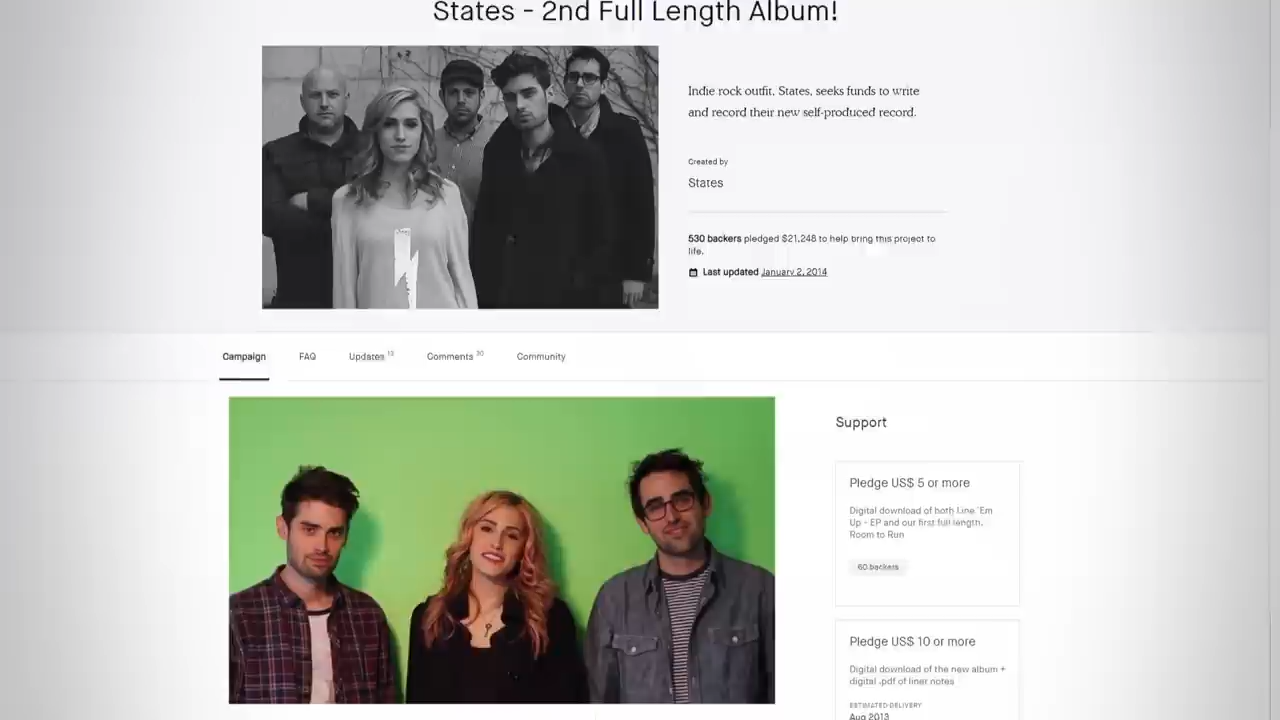 States - 2nd Full Length Album!
Indie rock outfit, States, seeks funds to write
and record their new self-produced record.
Created by
States
530 backers pledged $21,248 to help bring this project to
life.
Last updated January 2, 2014
Campaign
FAQ
Updates 13
Comments 30
Community
Support
Pledge US$ 5 or more
Digital download of both Line 'Em
Up - EP and our first full length,
Room to Run
60 backers
Pledge US$ 10 or more
Digital download of the new album +
digital .pdf of liner notes
ESTIMATED DELIVERY
Aug 2013